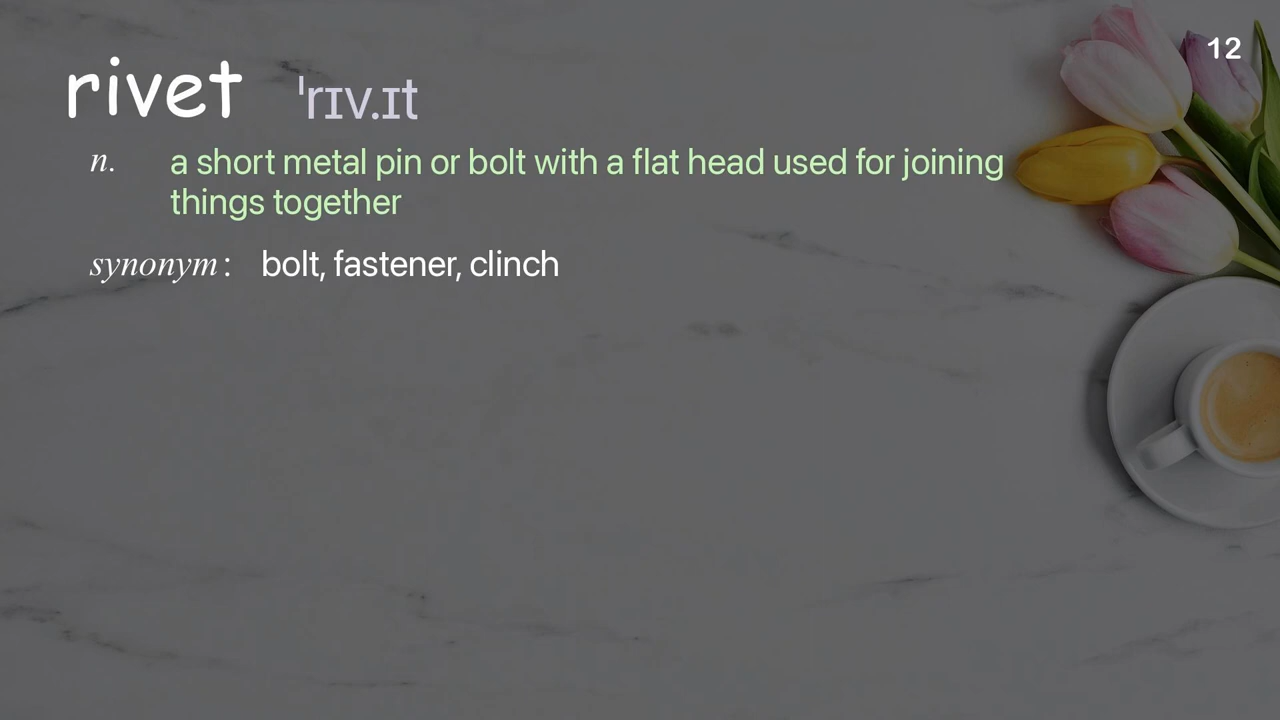 12
rivet ˈrɪv.ɪt
n. a short metal pin or bolt with a flat head used for joining
things together
synonym: bolt, fastener, clinch